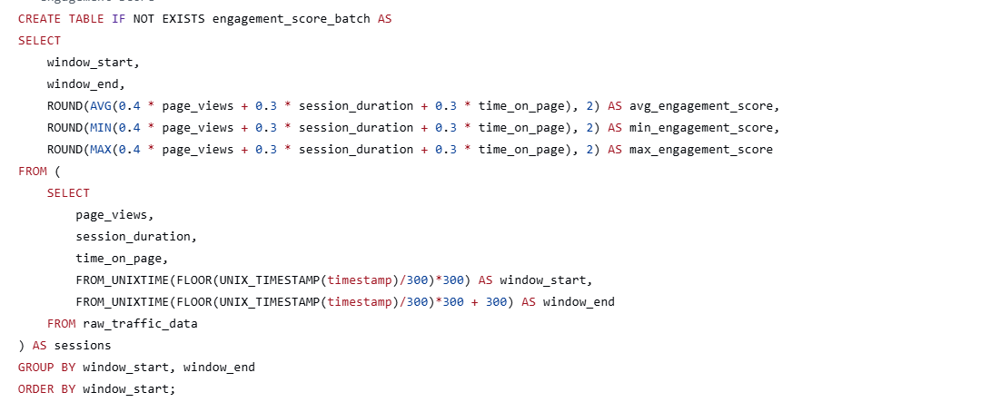 CREATE TABLE IF NOT EXISTS engagement_score_batch AS
SELECT
    window_start,
    window_end,
    ROUND(AVG(0.4 * page_views + 0.3 * session_duration + 0.3 * time_on_page), 2) AS avg_engagement_score,
    ROUND(MIN(0.4 * page_views + 0.3 * session_duration + 0.3 * time_on_page), 2) AS min_engagement_score,
    ROUND(MAX(0.4 * page_views + 0.3 * session_duration + 0.3 * time_on_page), 2) AS max_engagement_score
FROM (
    SELECT
        page_views,
        session_duration,
        time_on_page,
        FROM_UNIXTIME(FLOOR(UNIX_TIMESTAMP(timestamp)/300)*300) AS window_start,
        FROM_UNIXTIME(FLOOR(UNIX_TIMESTAMP(timestamp)/300)*300 + 300) AS window_end
    FROM raw_traffic_data
) AS sessions
GROUP BY window_start, window_end
ORDER BY window_start;